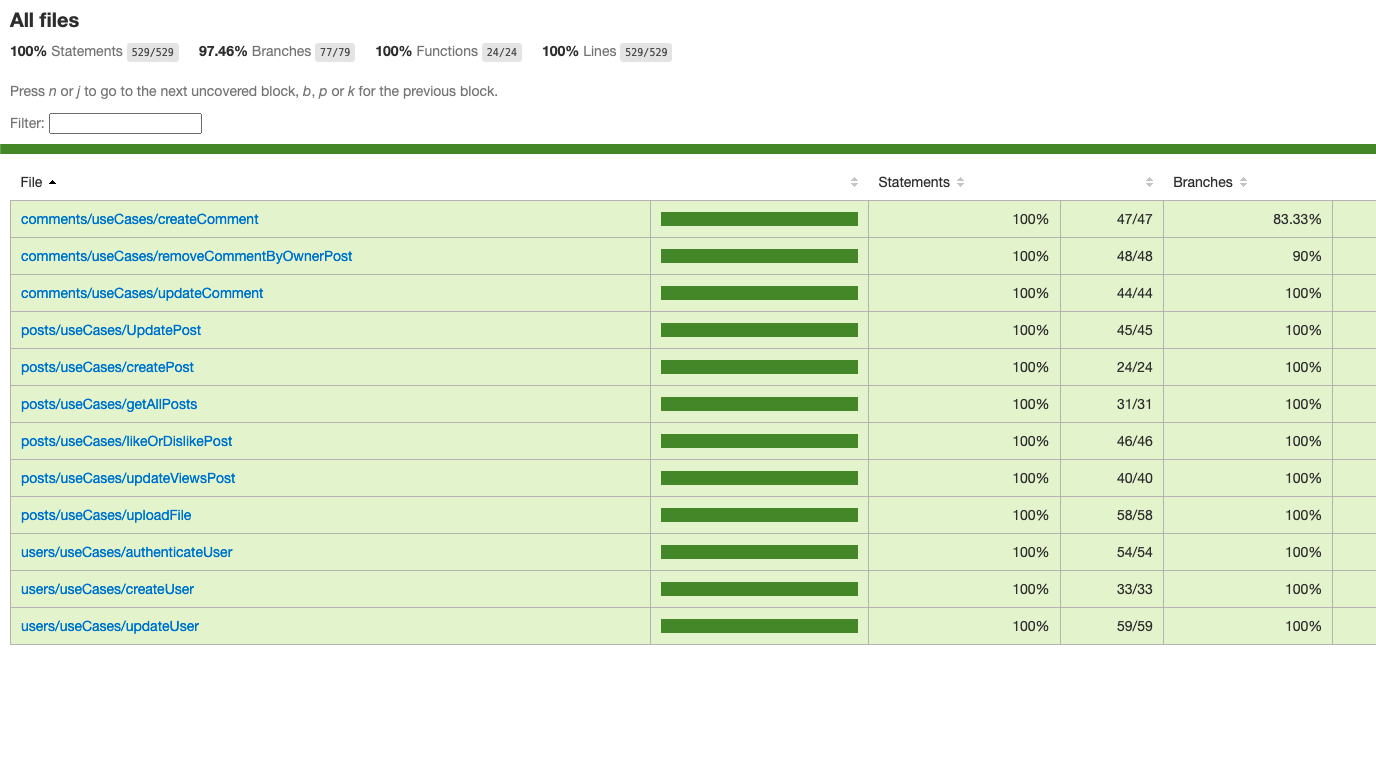 All files
100% Statements 529/529 97.46% Branches 77/79 100% Functions 24/24 100% Lines 529/529
Press n or j to go to the next uncovered block, b, p or k for the previous block.
Filter:
File Statements Branches
comments/useCases/createComment 100% 47/47 83.33%
comments/useCases/removeCommentByOwnerPost 100% 48/48 90%
comments/useCases/updateComment 100% 44/44 100%
posts/useCases/UpdatePost 100% 45/45 100%
posts/useCases/createPost 100% 24/24 100%
posts/useCases/getAllPosts 100% 31/31 100%
posts/useCases/likeOrDislikePost 100% 46/46 100%
posts/useCases/updateViewsPost 100% 40/40 100%
posts/useCases/uploadFile 100% 58/58 100%
users/useCases/authenticateUser 100% 54/54 100%
users/useCases/createUser 100% 33/33 100%
users/useCases/updateUser 100% 59/59 100%